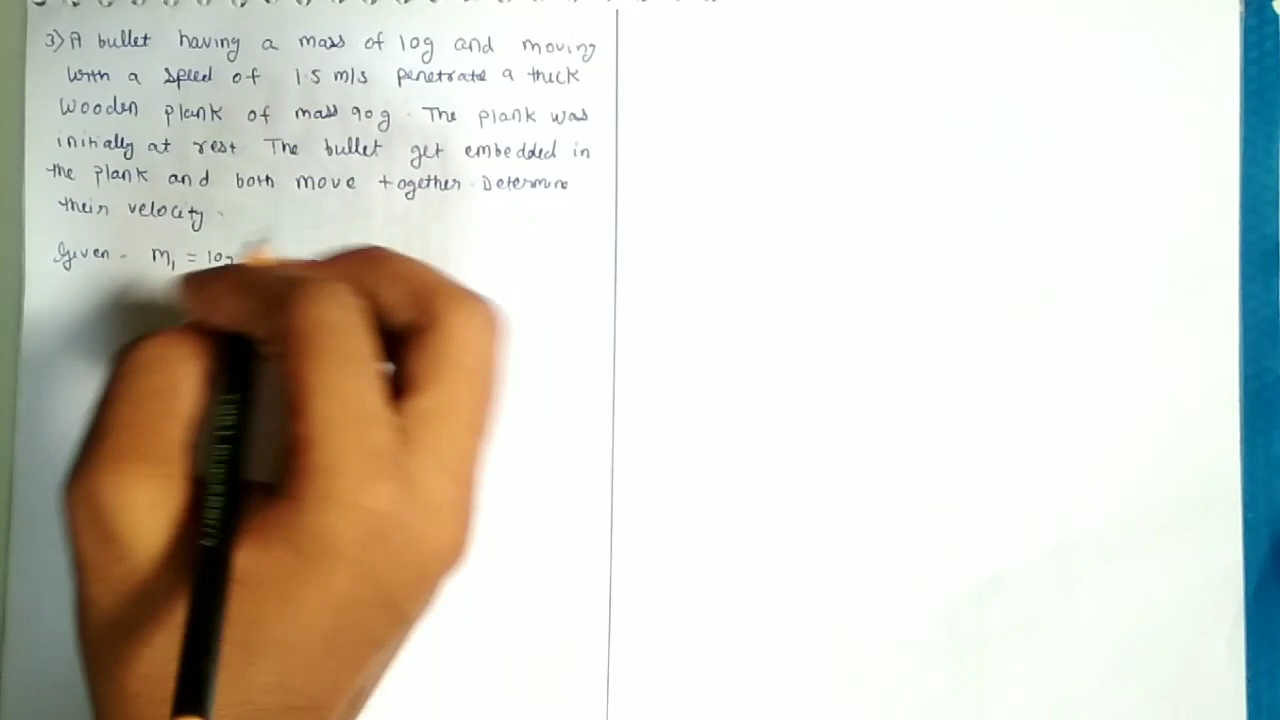 3) A bullet having a mass of 10g and moving
with a speed of 1.5 m/s penetrate a thick
wooden plank of mass 90g. The plank was
initially at rest The bullet get embedded in
the plank and both move together. Determine
their velocity.
Given - m₁ = 10g